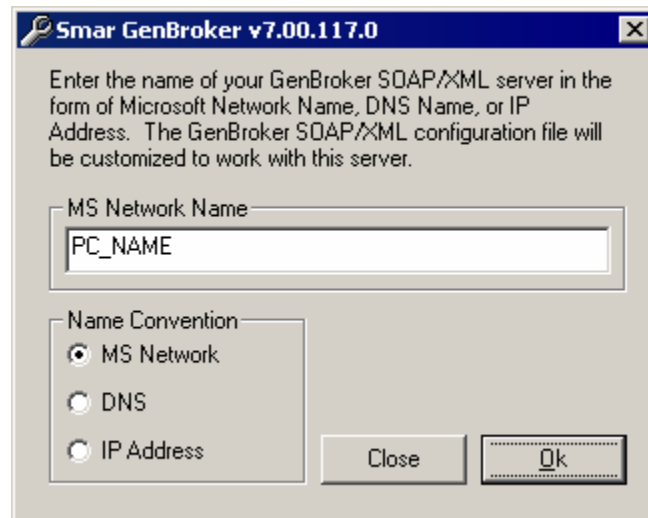 Smar GenBroker v7.00.117.0
Enter the name of your GenBroker SOAP/XML server in the
form of Microsoft Network Name, DNS Name, or IP
Address. The GenBroker SOAP/XML configuration file will
be customized to work with this server.
MS Network Name
PC_NAME
Name Convention
MS Network
DNS
IP Address
Close
Ok